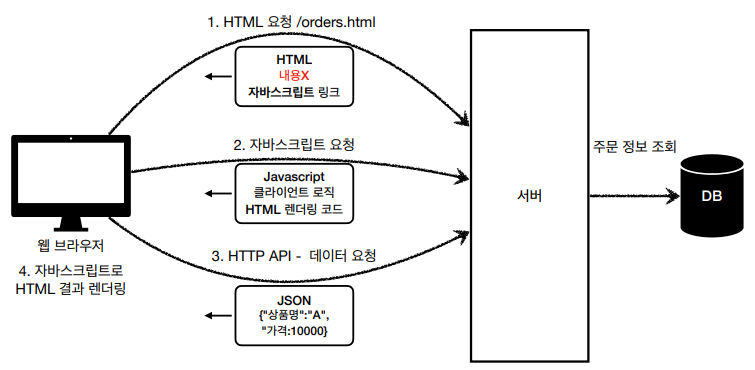 1. HTML 요청 /orders.html
HTML
내용X
자바스크립트 링크
2. 자바스크립트 요청
Javascript
클라이언트 로직
HTML 렌더링 코드
웹 브라우저
4. 자바스크립트로
HTML 결과 렌더링
3. HTTP API - 데이터 요청
JSON
{"상품명":"A",
"가격:10000}
서버
주문 정보 조회
DB